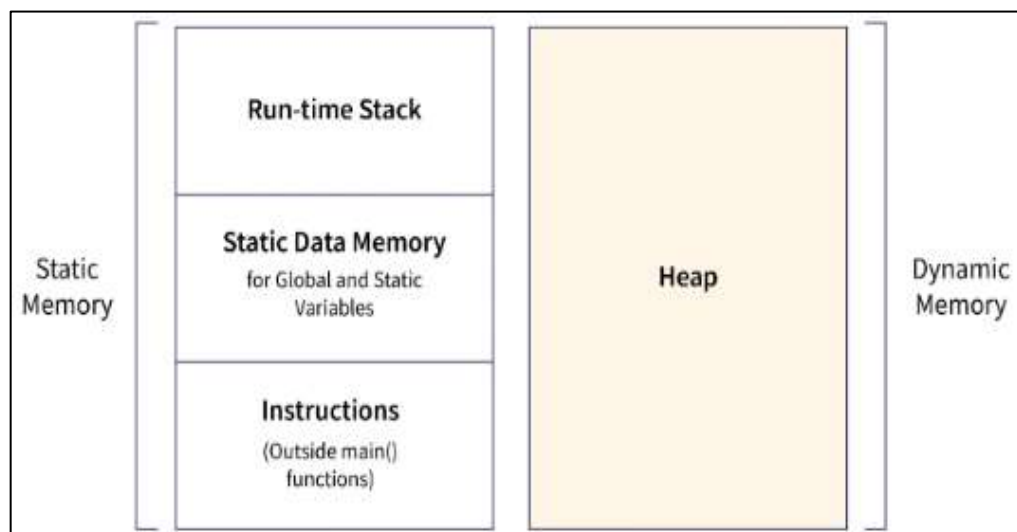 Static
Memory
Run-time Stack
Static Data Memory
for Global and Static
Variables
Instructions
(Outside main()
functions)
Heap
Dynamic
Memory